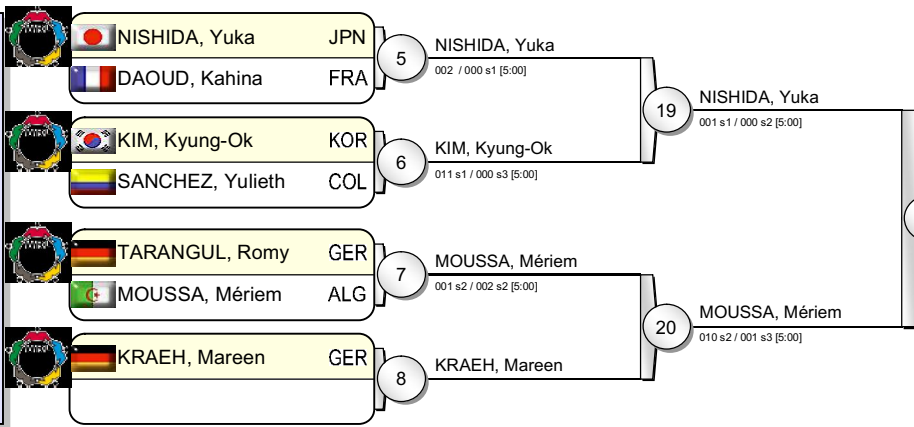 NISHIDA, Yuka JPN
DAOUD, Kahina FRA
5
NISHIDA, Yuka
002 / 000 s1 [5:00]
KIM, Kyung-Ok KOR
SANCHEZ, Yulieth COL
6
KIM, Kyung-Ok
011 s1 / 000 s3 [5:00]
19
NISHIDA, Yuka
001 s1 / 000 s2 [5:00]
TARANGUL, Romy GER
MOUSSA, Mériem ALG
7
MOUSSA, Mériem
001 s2 / 002 s2 [5:00]
KRAEH, Mareen GER
8
KRAEH, Mareen
20
MOUSSA, Mériem
010 s2 / 001 s3 [5:00]